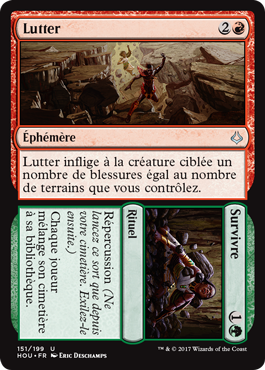 Lutter 2
Éphémère
Lutter inflige à la créature ciblée un
nombre de blessures égal au nombre
de terrains que vous contrôlez.
Survivre 1
Rituel
Répercussion (Ne
lancez ce sort que depuis
votre cimetière. Exilez-le
ensuite.)
Chaque joueur
mélange son cimetière
à sa bibliothèque.
151/199 U
HOU • FR Eric Deschamps
™ & © 2017 Wizards of the Coast